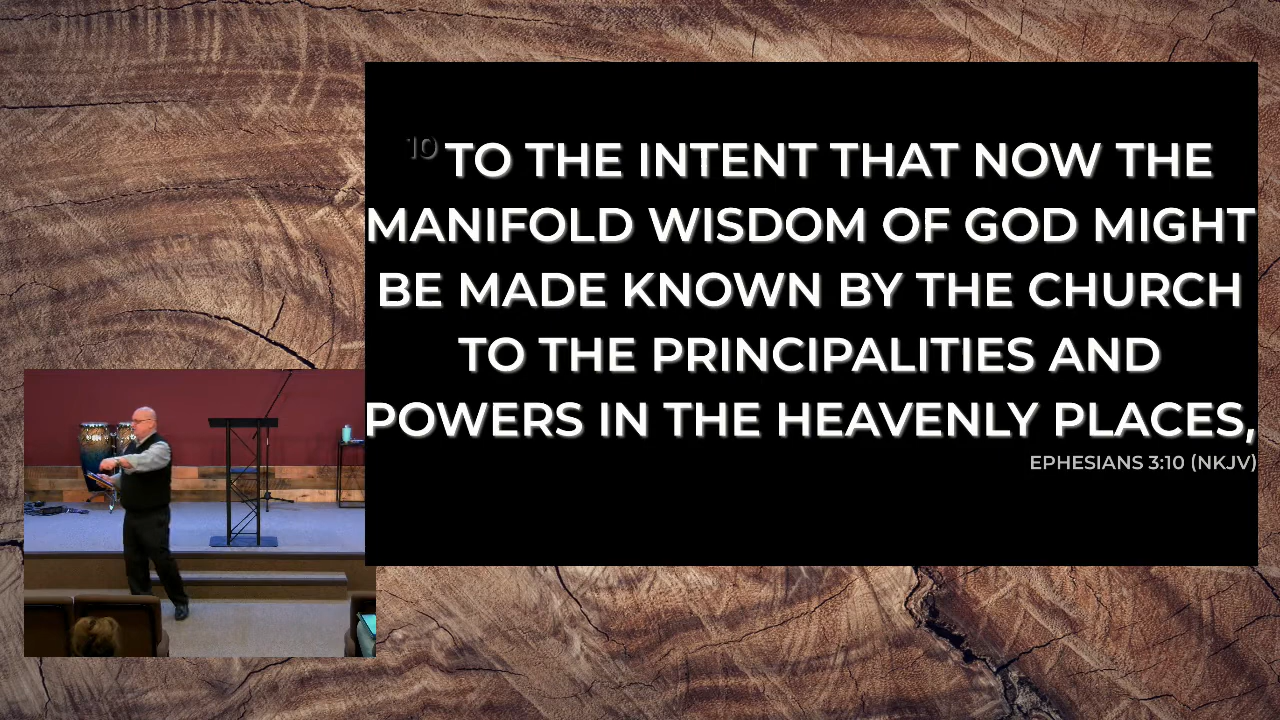 10 TO THE INTENT THAT NOW THE
MANIFOLD WISDOM OF GOD MIGHT
BE MADE KNOWN BY THE CHURCH
TO THE PRINCIPALITIES AND
POWERS IN THE HEAVENLY PLACES,
EPHESIANS 3:10 (NKJV)